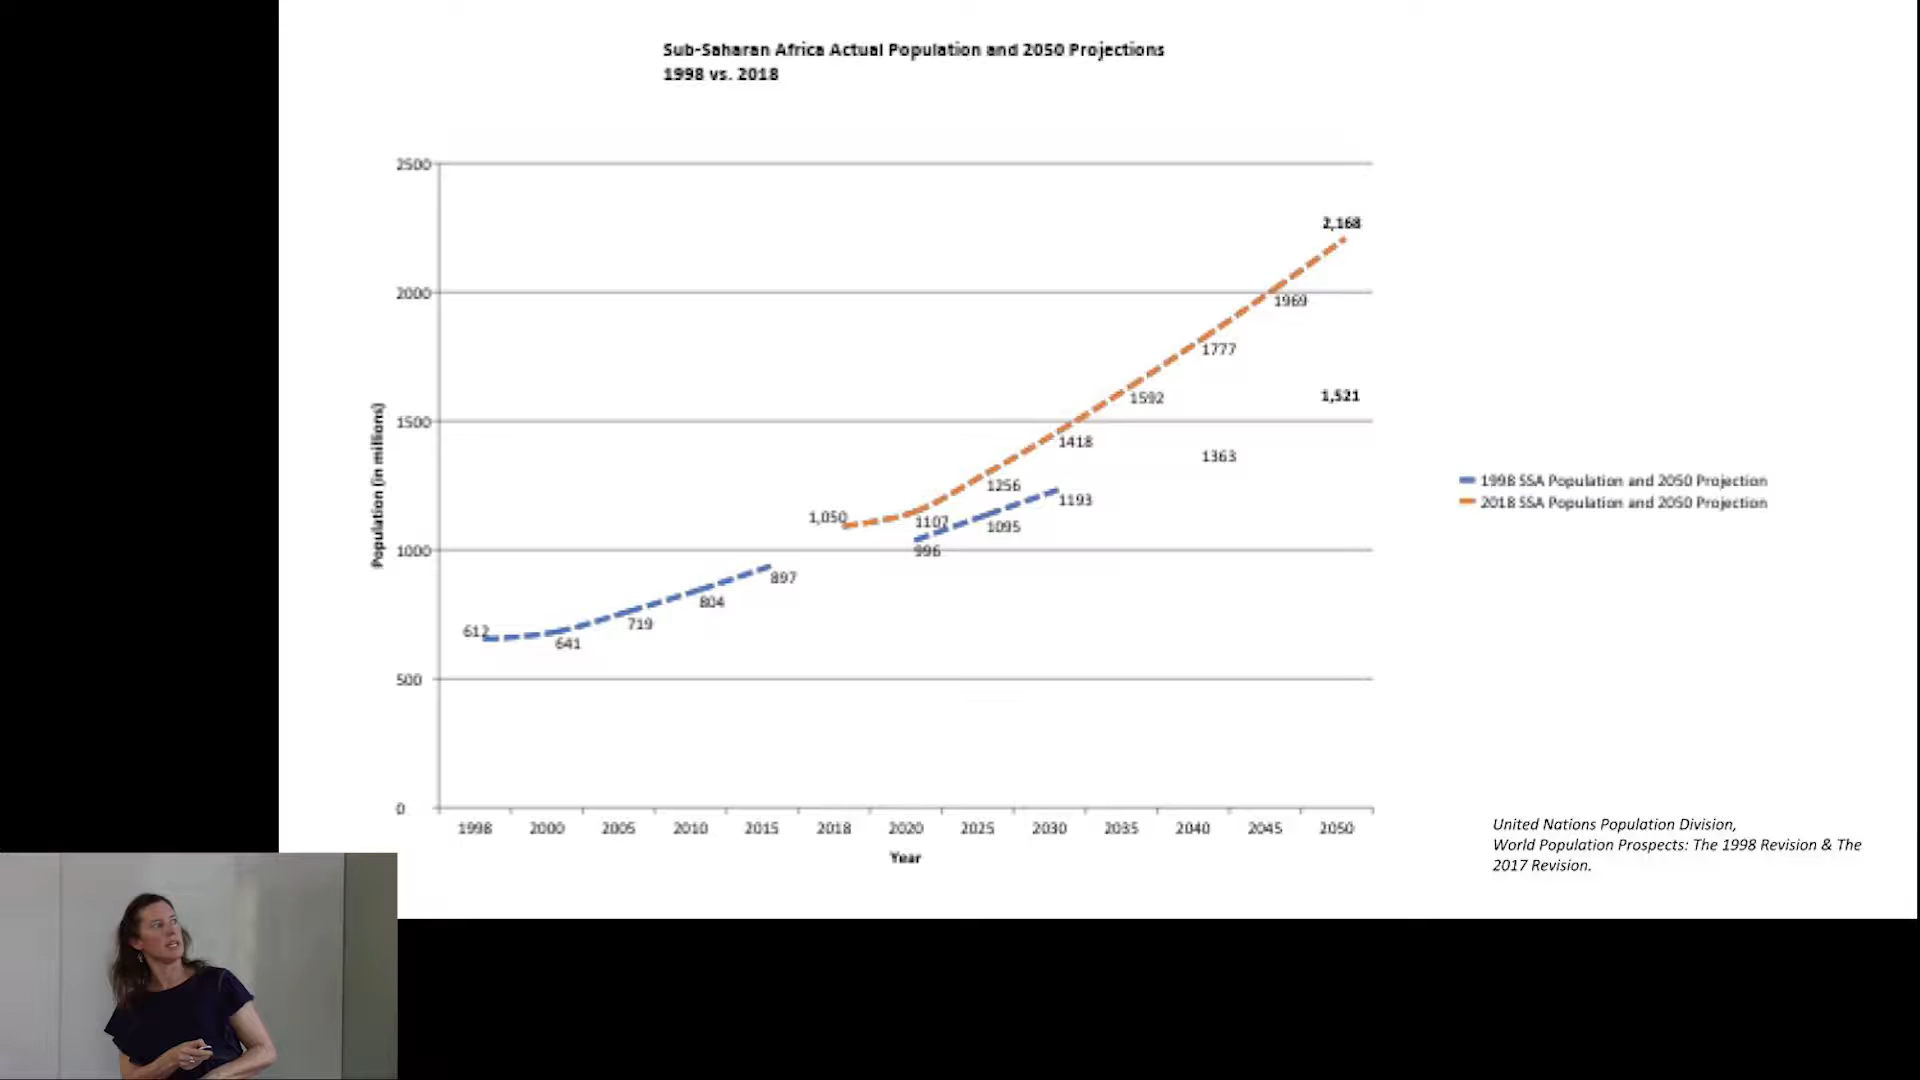 Sub-Saharan Africa Actual Population and 2050 Projections
1998 vs. 2018
2500
2,168
2000
1969
1777
1592
1,521
1500
1418
1363
1256
1193
1,050
1107
1095
1000
996
897
804
719
612
641
500
0
1998 2000 2005 2010 2015 2018 2020 2025 2030 2035 2040 2045 2050
Year
Population (in millions)
1998 SSA Population and 2050 Projection
2018 SSA Population and 2050 Projection
United Nations Population Division,
World Population Prospects: The 1998 Revision & The
2017 Revision.